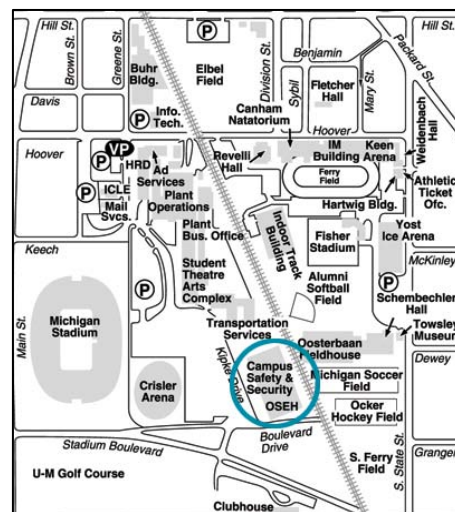 Hill St.
Brown St.
Greene St.
P
Buhr
Bldg.
Elbel
Field
Division St.
Benjamin
Sybil
Fletcher
Hall
Mary St.
Hill St.
Packard St.
Davis
P
Info.
Tech.
Canham
Natatorium
Hoover
Weidenbach
Hall
Hoover
P
VP
HRD
Ad
Services
Revelli
Hall
IM
Building
Keen
Arena
Ferry
Field
Athletic
Ticket
Ofc.
P
ICLE
Mail
Svcs.
Plant
Operations
Hartwig Bldg.
Plant
Bus. Office
Indoor Track
Building
Fisher
Stadium
Yost
Ice Arena
Keech
McKinley
Student
Theatre
Arts
Complex
Alumni
Softball
Field
P
P
Schembechler
Hall
Main St.
Michigan
Stadium
Transportation
Services
Towsley
Museum
Oosterbaan
Fieldhouse
Dewey
Kipke Drive
Campus
Safety &
Security
OSEH
Michigan Soccer
Field
Crisler
Arena
Ocker
Hockey Field
Stadium Boulevard
Boulevard
Drive
S. State St.
Granger
S. Ferry
Field
U-M Golf Course
Clubhouse